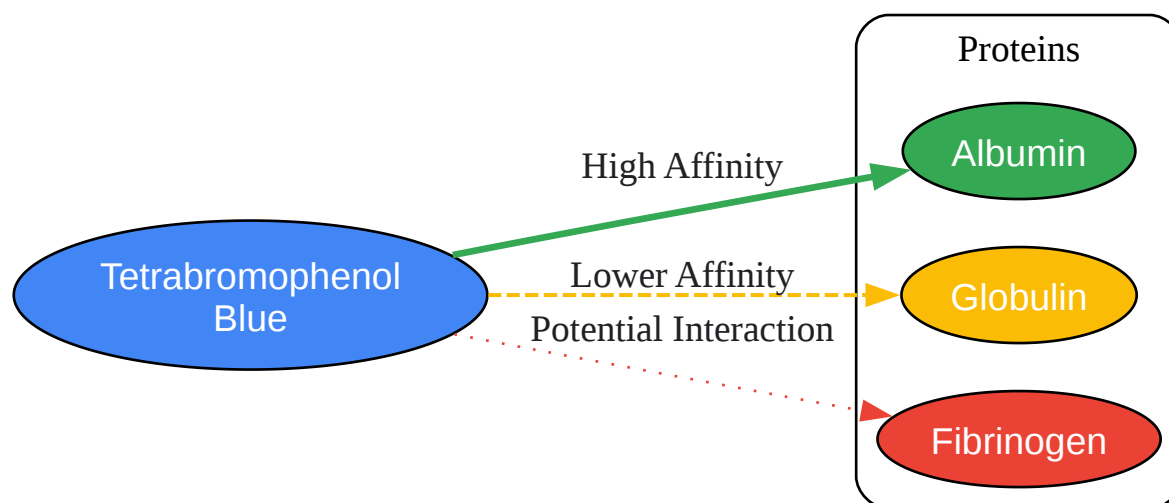 Proteins
High Affinity
Albumin
Tetrabromophenol
Blue
Lower Affinity
Globulin
Potential Interaction
Fibrinogen